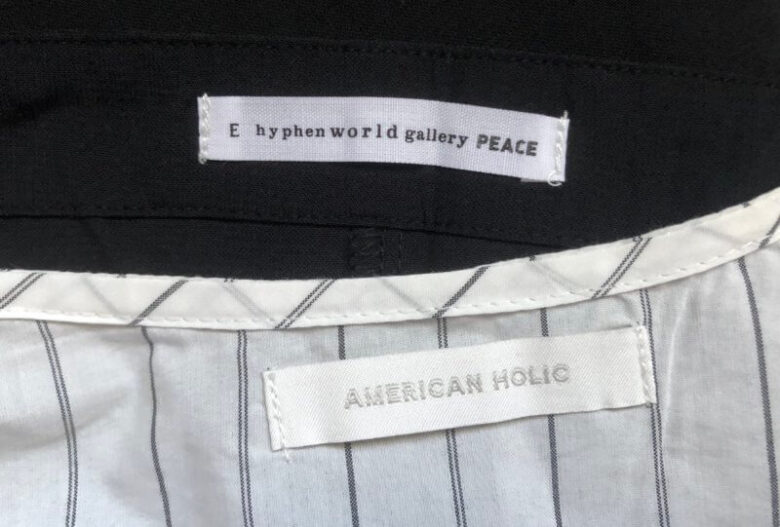 E hyphen world gallery PEACE
AMERICAN HOLIC